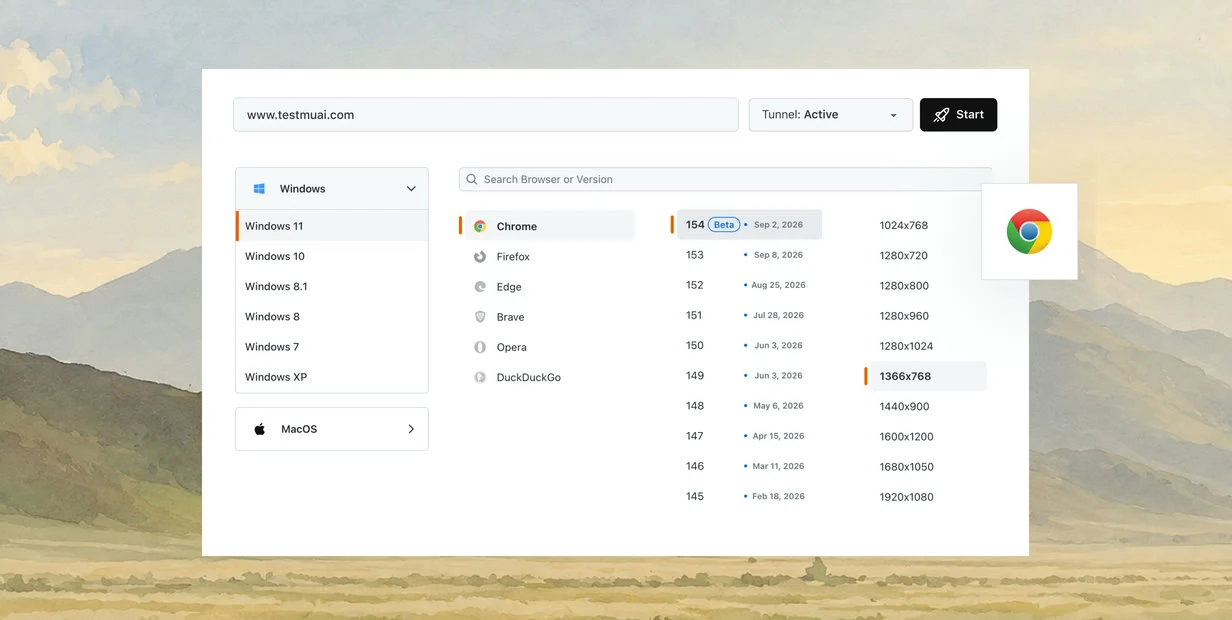 www.testmuai.com
Tunnel: Active
Start
Windows
Windows 11
Windows 10
Windows 8.1
Windows 8
Windows 7
Windows XP
MacOS
Search Browser or Version
Chrome
Firefox
Edge
Brave
Opera
DuckDuckGo
154 Beta • Sep 2, 2026
153 • Sep 8, 2026
152 • Aug 25, 2026
151 • Jul 28, 2026
150 • Jun 3, 2026
149 • Jun 3, 2026
148 • May 6, 2026
147 • Apr 15, 2026
146 • Mar 11, 2026
145 • Feb 18, 2026
1024x768
1280x720
1280x800
1280x960
1280x1024
1366x768
1440x900
1600x1200
1680x1050
1920x1080